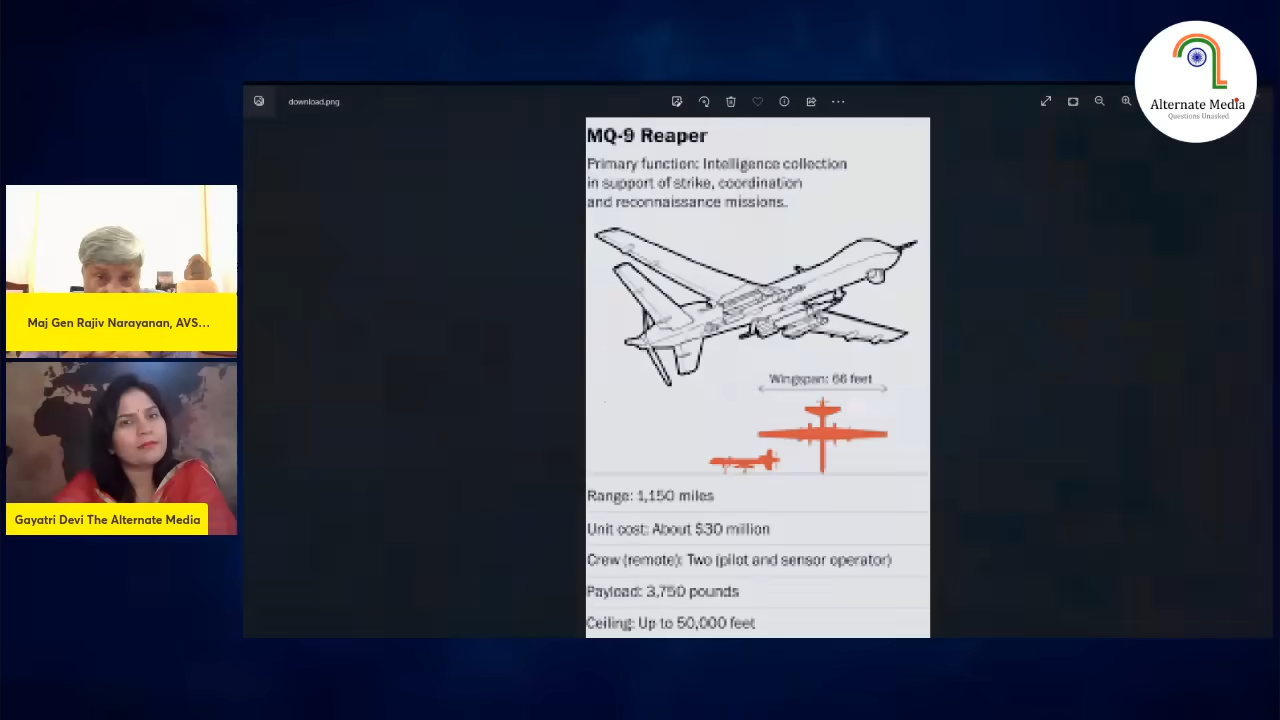 download.png
Alternate Media
Questions Unasked
MQ-9 Reaper
Primary function: Intelligence collection
in support of strike, coordination
and reconnaissance missions.
Wingspan: 66 feet
Range: 1,150 miles
Unit cost: About $30 million
Crew (remote): Two (pilot and sensor operator)
Payload: 3,750 pounds
Ceiling: Up to 50,000 feet
Maj Gen Rajiv Narayanan, AVS...
Gayatri Devi The Alternate Media